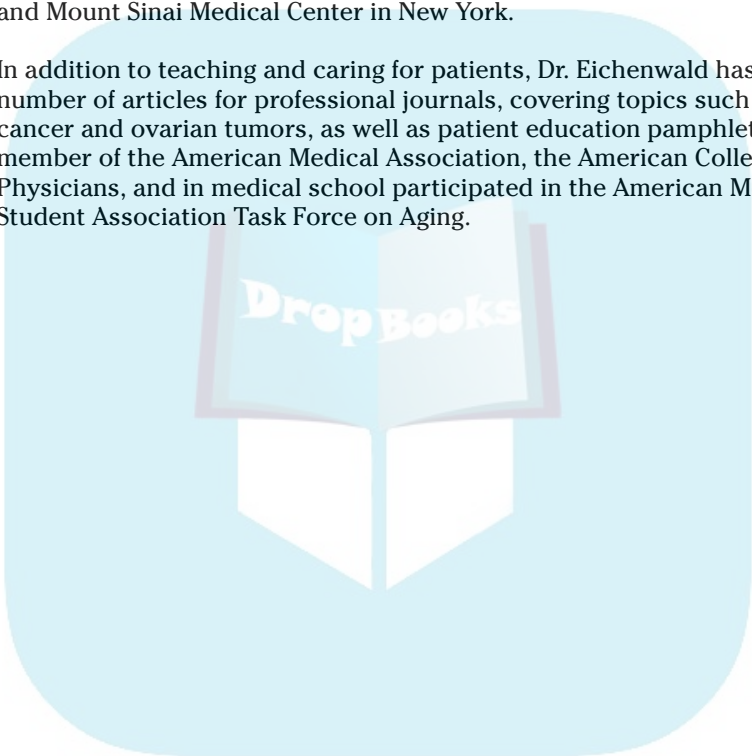 and Mount Sinai Medical Center in New York.
In addition to teaching and caring for patients, Dr. Eichenwald has
number of articles for professional journals, covering topics such
cancer and ovarian tumors, as well as patient education pamphlet
member of the American Medical Association, the American Colle
Physicians, and in medical school participated in the American M
Student Association Task Force on Aging.
DropBooks